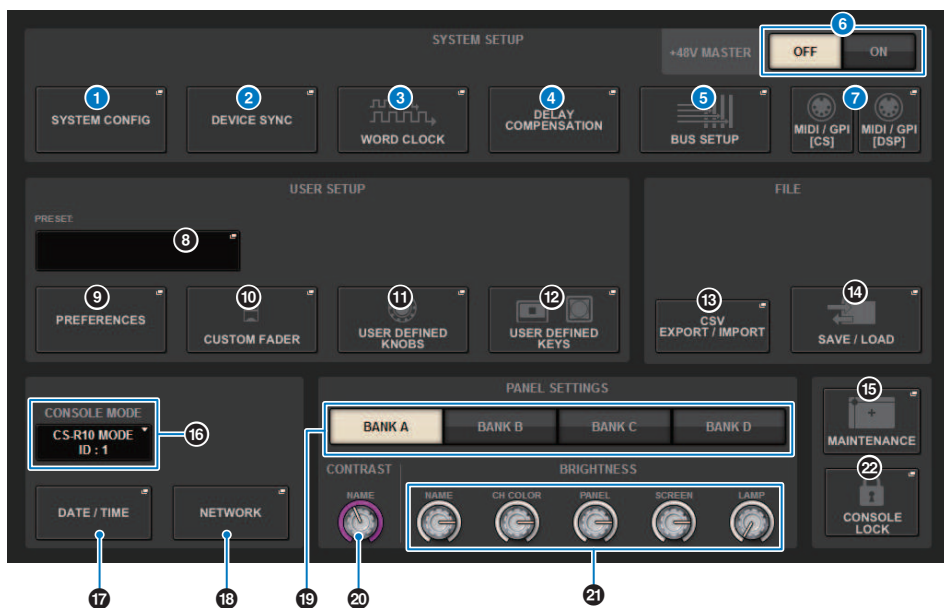 SYSTEM SETUP
+48V MASTER
6
OFF
ON
1
SYSTEM CONFIG
2
DEVICE SYNC
3
WORD CLOCK
4
DELAY
COMPENSATION
5
BUS SETUP
7
MIDI / GPI
[CS]
MIDI / GPI
[DSP]
USER SETUP
PRESET:
8
9
PREFERENCES
10
CUSTOM FADER
11
USER DEFINED
KNOBS
12
USER DEFINED
KEYS
FILE
13
CSV
EXPORT / IMPORT
14
SAVE / LOAD
CONSOLE MODE
CS-R10 MODE
ID : 1
16
DATE / TIME
NETWORK
PANEL SETTINGS
BANK A
BANK B
BANK C
BANK D
CONTRAST
BRIGHTNESS
NAME
NAME
CH COLOR
PANEL
SCREEN
LAMP
15
MAINTENANCE
22
CONSOLE
LOCK
17
18
19
20
21